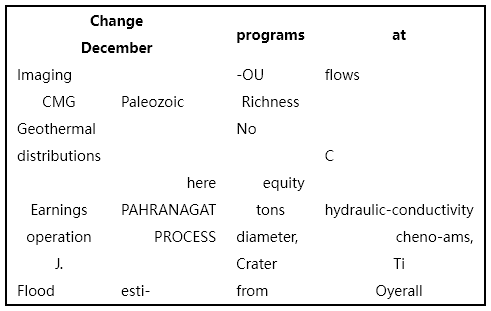 Change
December programs at
Imaging -OU flows
CMG Paleozoic Richness
Geothermal No
distributions C
here equity
Earnings PAHRANAGAT tons hydraulic-conductivity
operation PROCESS diameter, cheno-ams,
J. Crater Ti
Flood esti- from Oyerall